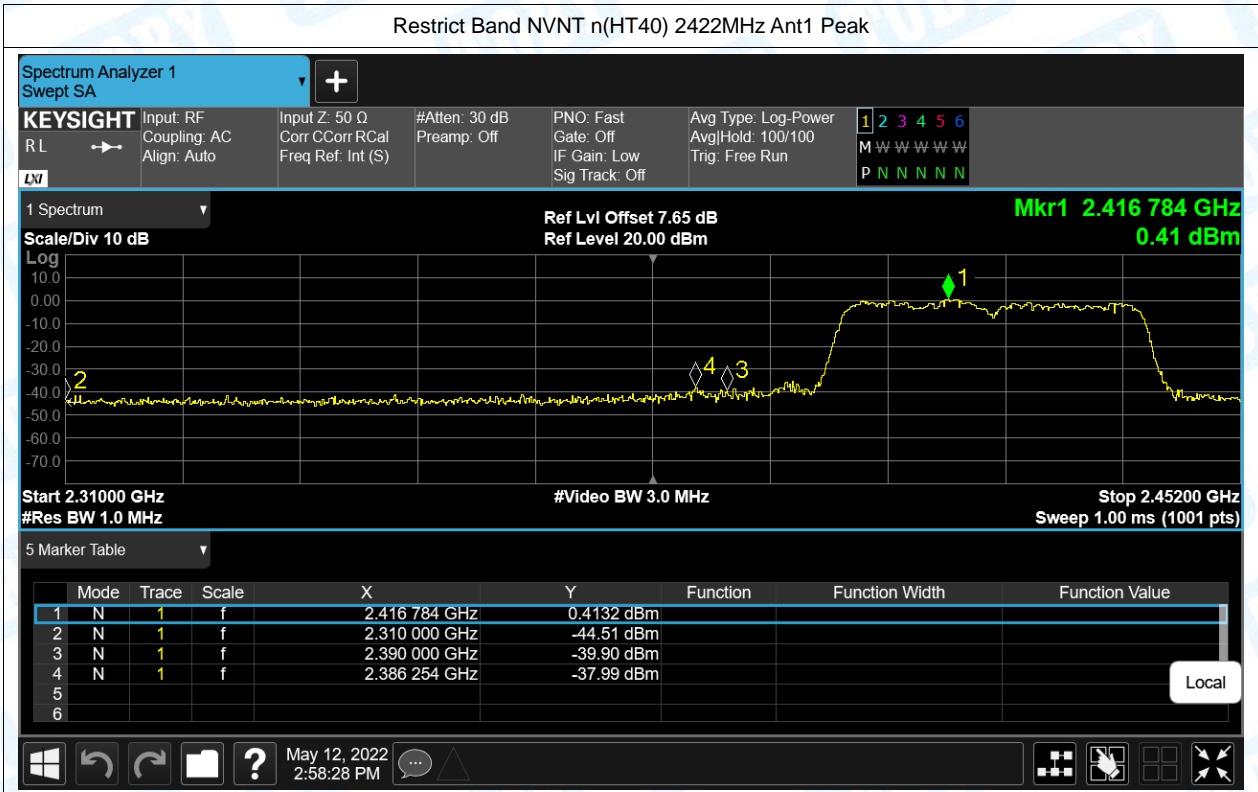 Restrict Band NVNT n(HT40) 2422MHz Ant1 Peak
Spectrum Analyzer 1
Swept SA
KEYSIGHT Input: RF Input Z: 50 Ω #Atten: 30 dB PNO: Fast Avg Type: Log-Power 1 2 3 4 5 6
R L Coupling: AC Corr CCorr RCal Preamp: Off Gate: Off Avg|Hold: 100/100 M W W W W W
Align: Auto Freq Ref: Int (S) IF Gain: Low Trig: Free Run
LXI Sig Track: Off P N N N N N
1 Spectrum Ref Lvl Offset 7.65 dB Mkr1 2.416 784 GHz
Scale/Div 10 dB Ref Level 20.00 dBm 0.41 dBm
Log
10.0
0.00
-10.0
-20.0
-30.0
-40.0
-50.0
-60.0
-70.0
1
2
4
3
Start 2.31000 GHz #Video BW 3.0 MHz Stop 2.45200 GHz
#Res BW 1.0 MHz Sweep 1.00 ms (1001 pts)
5 Marker Table
Mode Trace Scale X Y Function Function Width Function Value
1 N 1 f 2.416 784 GHz 0.4132 dBm
2 N 1 f 2.310 000 GHz -44.51 dBm
3 N 1 f 2.390 000 GHz -39.90 dBm
4 N 1 f 2.386 254 GHz -37.99 dBm
5
6
Local
? May 12, 2022
2:58:28 PM